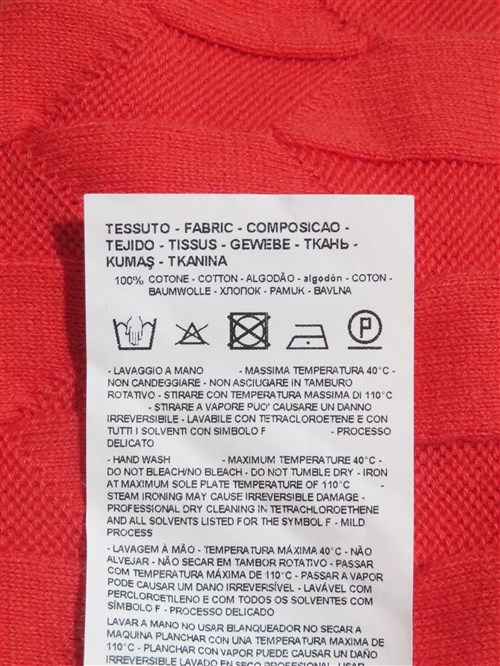 TESSUTO - FABRIC - COMPOSICAO -
TEJIDO - TISSUS - GEWEBE - ТКАНЬ -
KUMAŞ - TKANINA
100% COTONE - COTTON - ALGODÃO - algodón - COTON -
BAUMWOLLE - ХЛОПОК - PAMUK - BAVLNA
P
- LAVAGGIO A MANO - MASSIMA TEMPERATURA 40°C -
NON CANDEGGIARE - NON ASCIUGARE IN TAMBURO
ROTATIVO - STIRARE CON TEMPERATURA MASSIMA DI 110°C
- STIRARE A VAPORE PUO' CAUSARE UN DANNO
IRREVERSIBILE - LAVABILE CON TETRACLOROETENE E CON
TUTTI I SOLVENTI CON SIMBOLO F - PROCESSO
DELICATO
- HAND WASH - MAXIMUM TEMPERATURE 40°C -
DO NOT BLEACH/NO BLEACH - DO NOT TUMBLE DRY - IRON
AT MAXIMUM SOLE PLATE TEMPERATURE OF 110°C -
STEAM IRONING MAY CAUSE IRREVERSIBLE DAMAGE -
PROFESSIONAL DRY CLEANING IN TETRACHLOROETHENE
AND ALL SOLVENTS LISTED FOR THE SYMBOL F - MILD
PROCESS
- LAVAGEM À MÃO - TEMPERATURA MÁXIMA 40°C - NÃO
ALVEJAR - NÃO SECAR EM TAMBOR ROTATIVO - PASSAR
COM TEMPERATURA MÁXIMA DE 110°C - PASSAR A VAPOR
PODE CAUSAR UM DANO IRREVERSÍVEL - LAVÁVEL COM
PERCLOROETILENO E COM TODOS OS SOLVENTES COM
SÍMBOLO F - PROCESSO DELICADO
LAVAR A MANO NO USAR BLANQUEADOR NO SECAR A
MAQUINA PLANCHAR CON UNA TEMPERATURA MAXIMA DE
110°C - PLANCHAR CON VAPOR PUEDE CAUSAR UN DANO
IRREVERSIBLE LAVADO EN SECO PROFESIONAL USAR